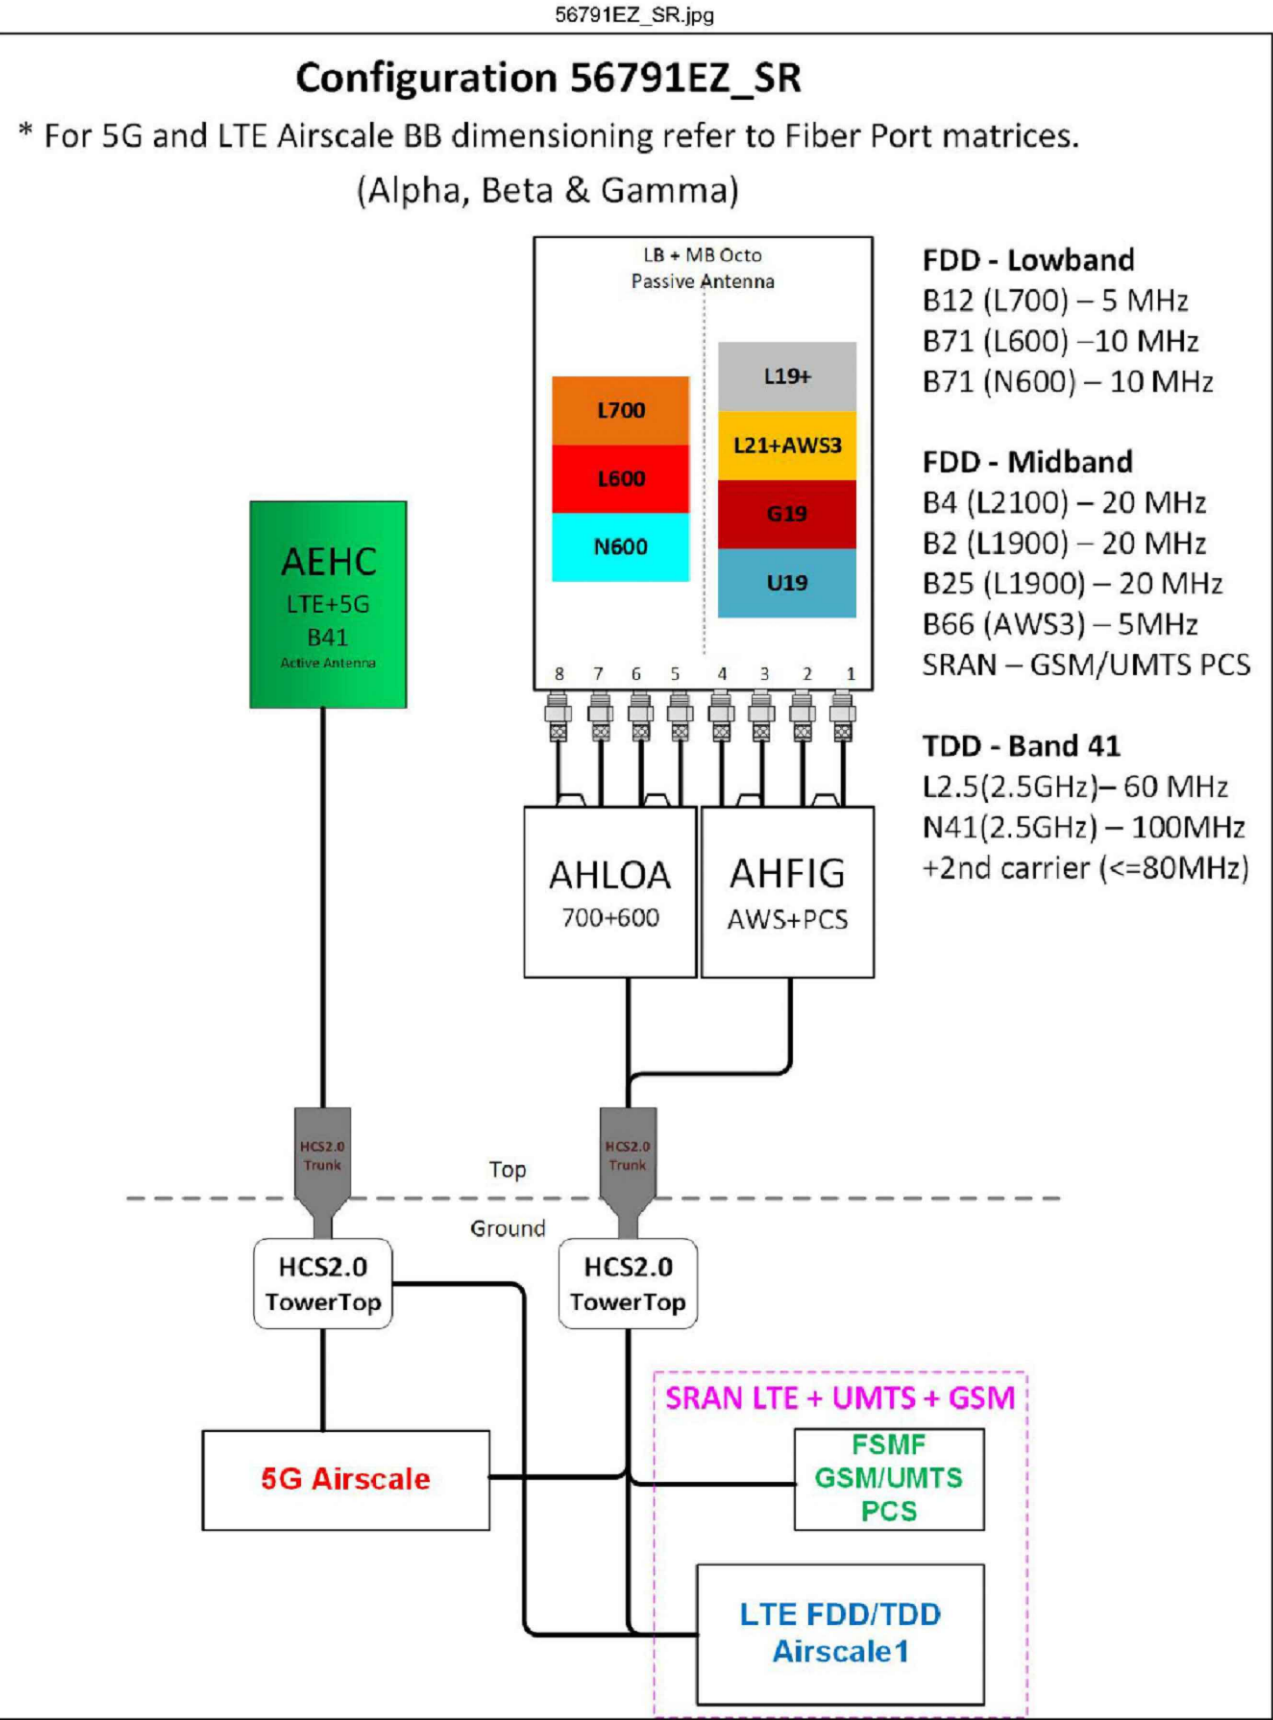 56791EZ_SR.jpg
Configuration 56791EZ_SR
* For 5G and LTE Airscale BB dimensioning refer to Fiber Port matrices.
(Alpha, Beta & Gamma)
LB + MB Octo
Passive Antenna
L19+
L700
L21+AWS3
L600
G19
N600
U19
8 7 6 5 4 3 2 1
FDD - Lowband
B12 (L700) – 5 MHz
B71 (L600) –10 MHz
B71 (N600) – 10 MHz
FDD - Midband
B4 (L2100) – 20 MHz
B2 (L1900) – 20 MHz
B25 (L1900) – 20 MHz
B66 (AWS3) – 5MHz
SRAN – GSM/UMTS PCS
TDD - Band 41
L2.5(2.5GHz)– 60 MHz
N41(2.5GHz) – 100MHz
+2nd carrier (<=80MHz)
AEHC
LTE+5G
B41
Active Antenna
AHLOA
700+600
AHFIG
AWS+PCS
HCS2.0
Trunk
HCS2.0
Trunk
Top
Ground
HCS2.0
TowerTop
HCS2.0
TowerTop
SRAN LTE + UMTS + GSM
5G Airscale
FSMF
GSM/UMTS
PCS
LTE FDD/TDD
Airscale1